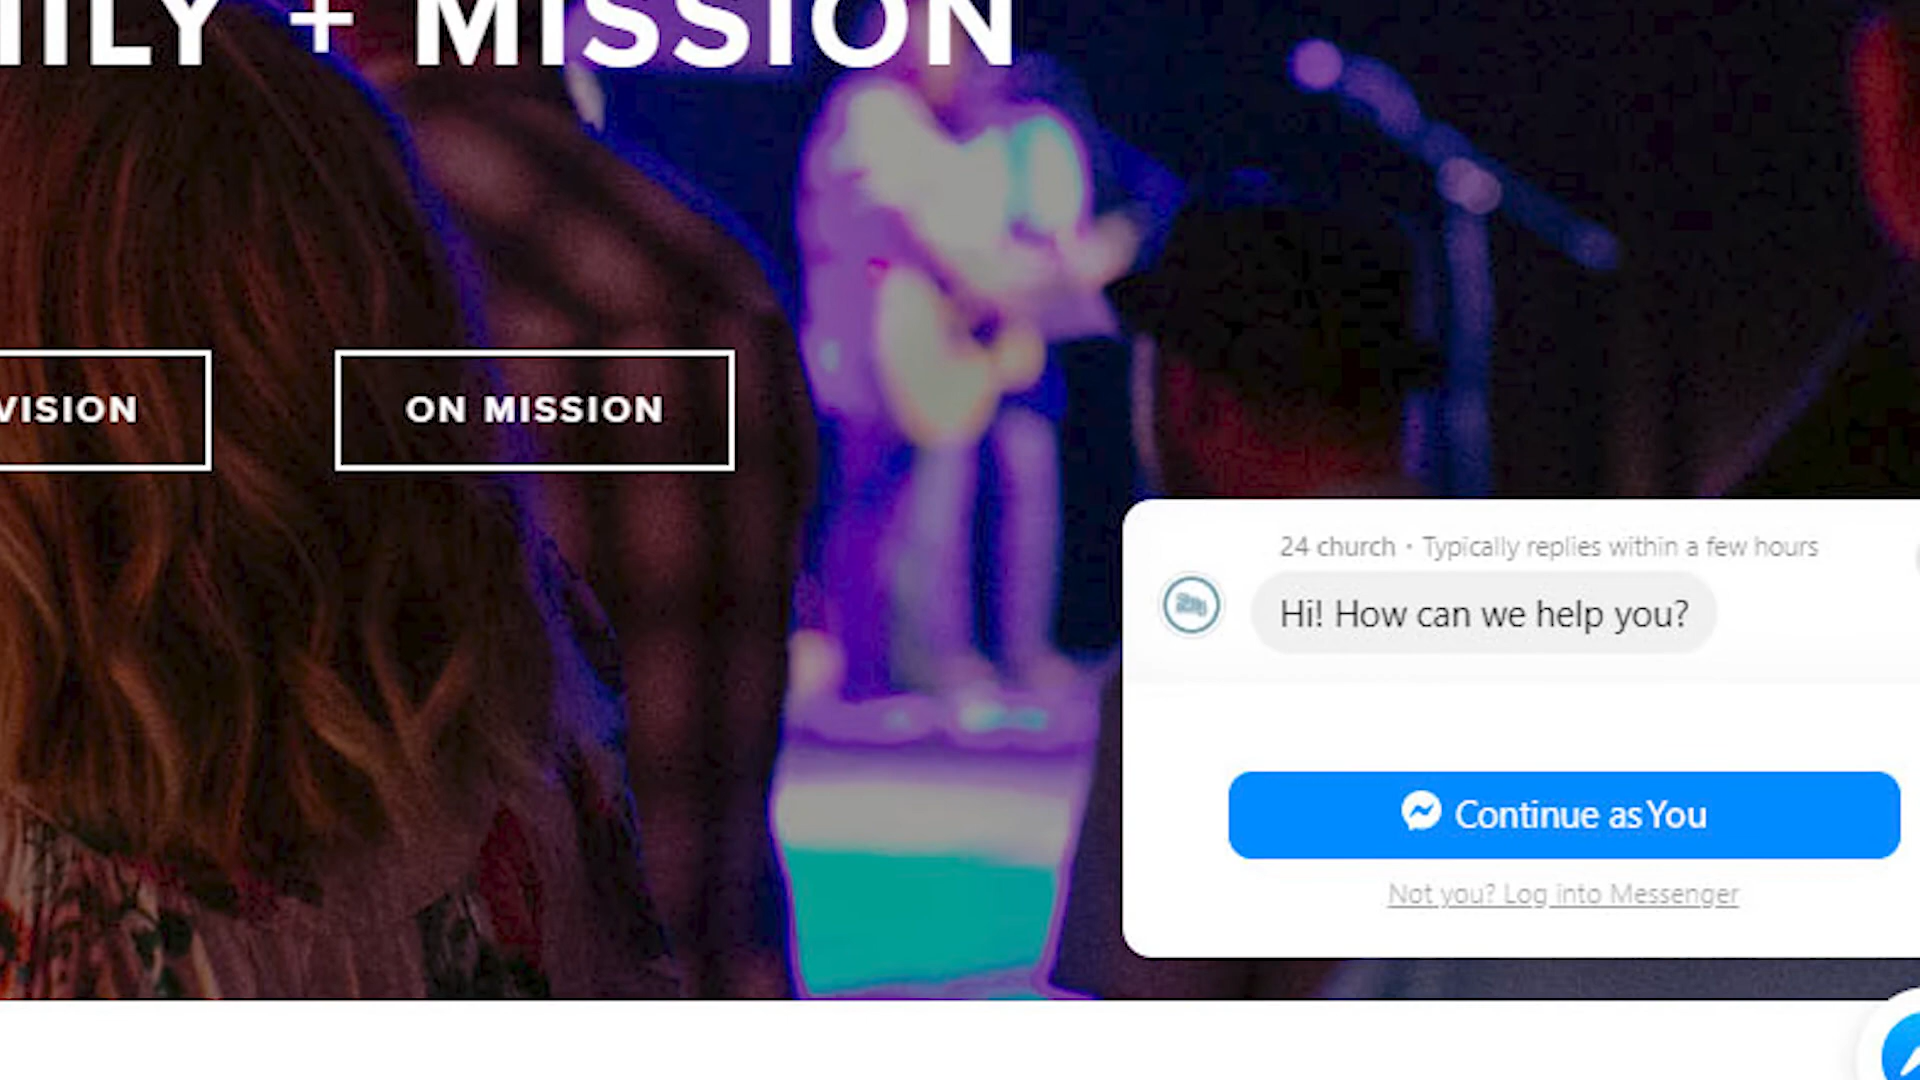 IILY + MISSION
VISION
ON MISSION
24 church • Typically replies within a few hours
Hi! How can we help you?
Continue as You
Not you? Log into Messenger